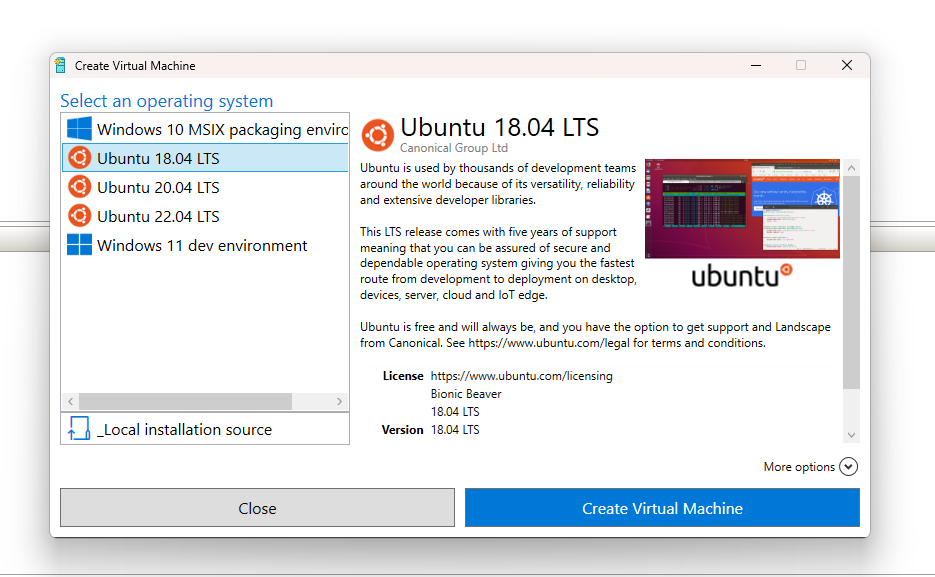 Create Virtual Machine
Select an operating system
Windows 10 MSIX packaging enviro
Ubuntu 18.04 LTS
Ubuntu 20.04 LTS
Ubuntu 22.04 LTS
Windows 11 dev environment
_Local installation source
Ubuntu 18.04 LTS
Canonical Group Ltd
Ubuntu is used by thousands of development teams
around the world because of its versatility, reliability
and extensive developer libraries.
This LTS release comes with five years of support
meaning that you can be assured of secure and
dependable operating system giving you the fastest
route from development to deployment on desktop,
devices, server, cloud and IoT edge.
ubuntu
Ubuntu is free and will always be, and you have the option to get support and Landscape
from Canonical. See https://www.ubuntu.com/legal for terms and conditions.
License https://www.ubuntu.com/licensing
Bionic Beaver
18.04 LTS
Version 18.04 LTS
More options
Close
Create Virtual Machine